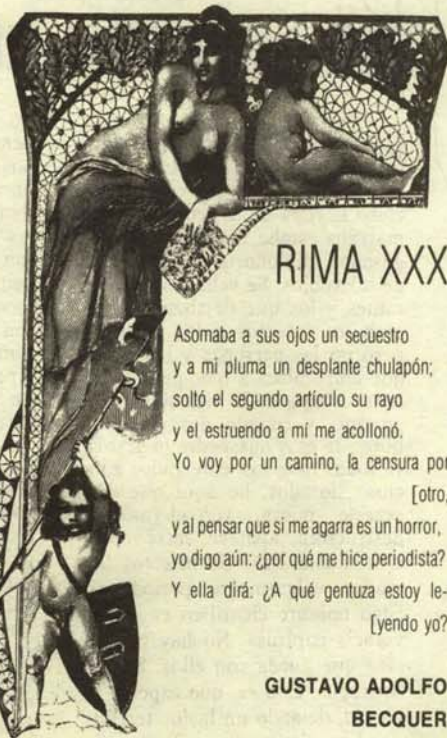 RIMA XXX
Asomaba a sus ojos un secuestro
y a mi pluma un desplante chulapón;
soltó el segundo artículo su rayo
y el estruendo a mí me acollonó.
Yo voy por un camino, la censura por
[otro,
y al pensar que si me agarra es un horror,
yo digo aún: ¿por qué me hice periodista?
Y ella dirá: ¿A qué gentuza estoy le-
[yendo yo?
GUSTAVO ADOLFO
BECQUER